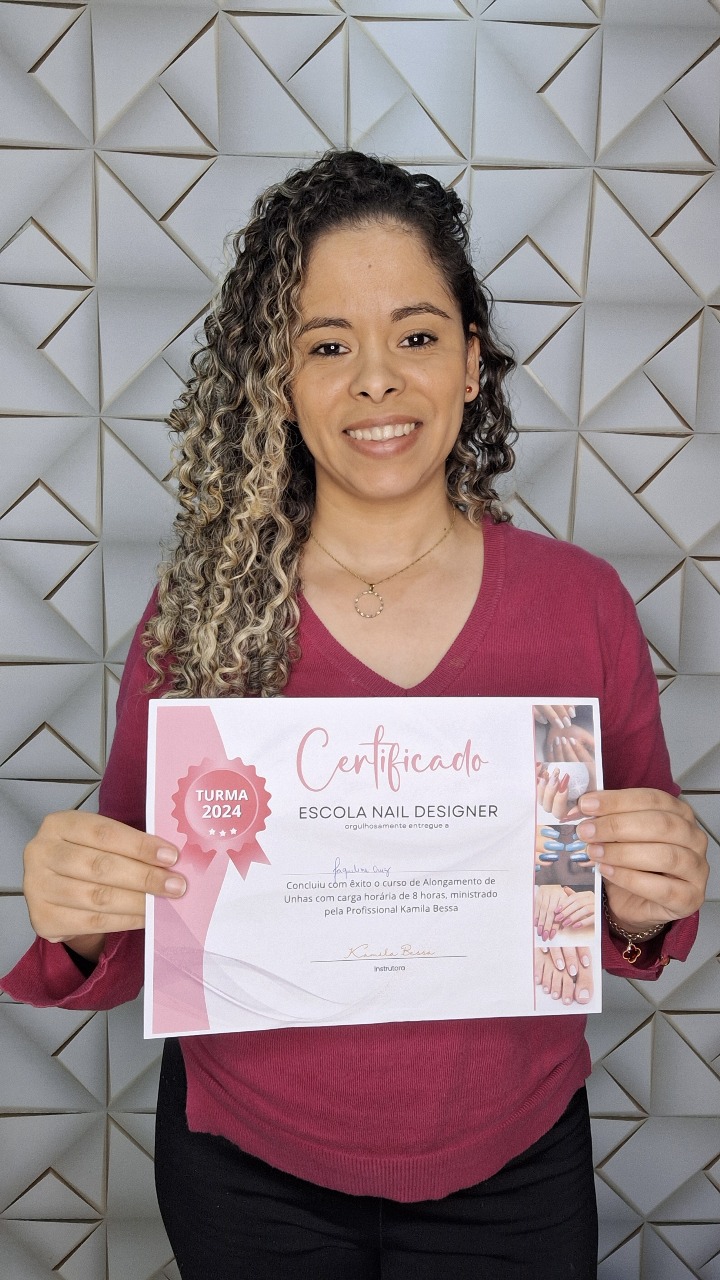 Certificado
TURMA
2024
ESCOLA NAIL DESIGNER
orgulhosamente entregue a
Jaqueline Cruz
Concluiu com êxito o curso de Alongamento de
Unhas com carga horária de 8 horas, ministrado
pela Profissional Kamila Bessa
Kamila Bessa
Instrutora